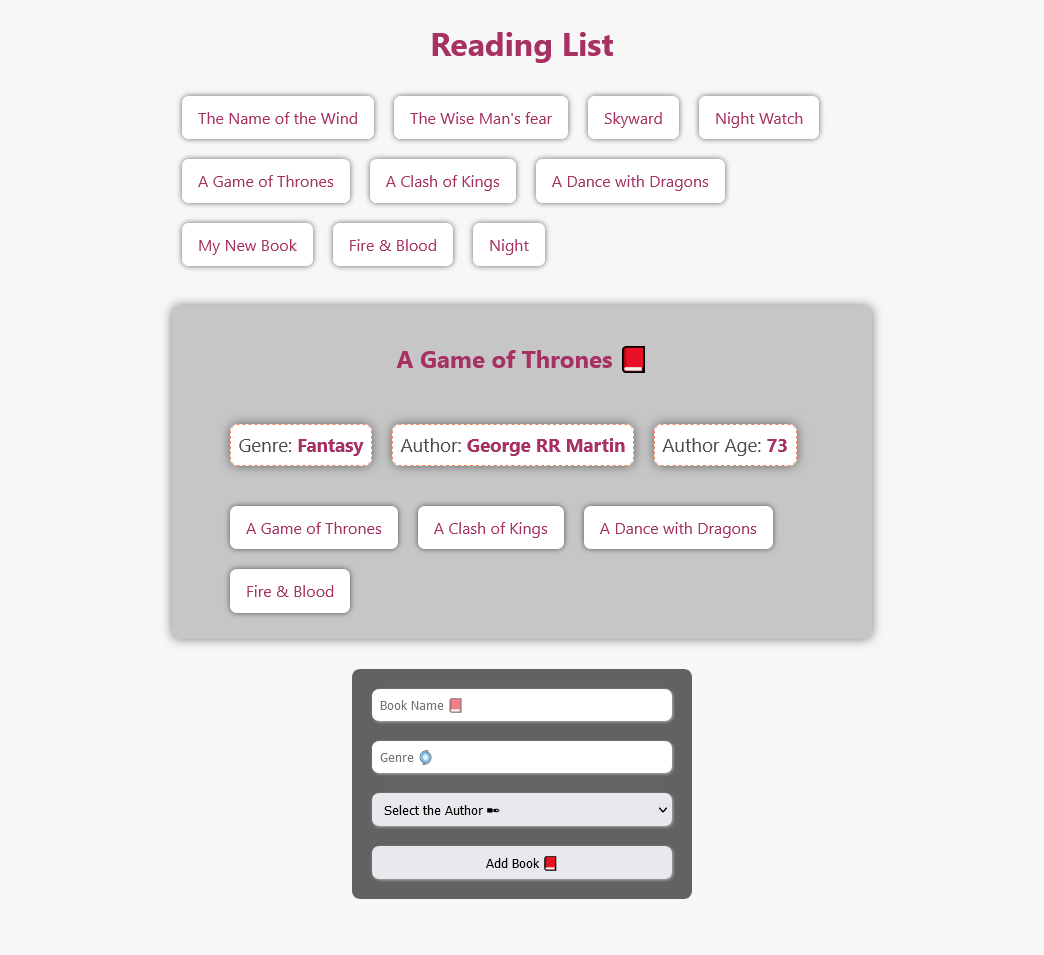 Reading List
The Name of the Wind The Wise Man's fear Skyward Night Watch
A Game of Thrones A Clash of Kings A Dance with Dragons
My New Book Fire & Blood Night
A Game of Thrones 📕
Genre: Fantasy Author: George RR Martin Author Age: 73
A Game of Thrones A Clash of Kings A Dance with Dragons
Fire & Blood
Book Name 📕
Genre 🧿
Select the Author ✒
Add Book 📕